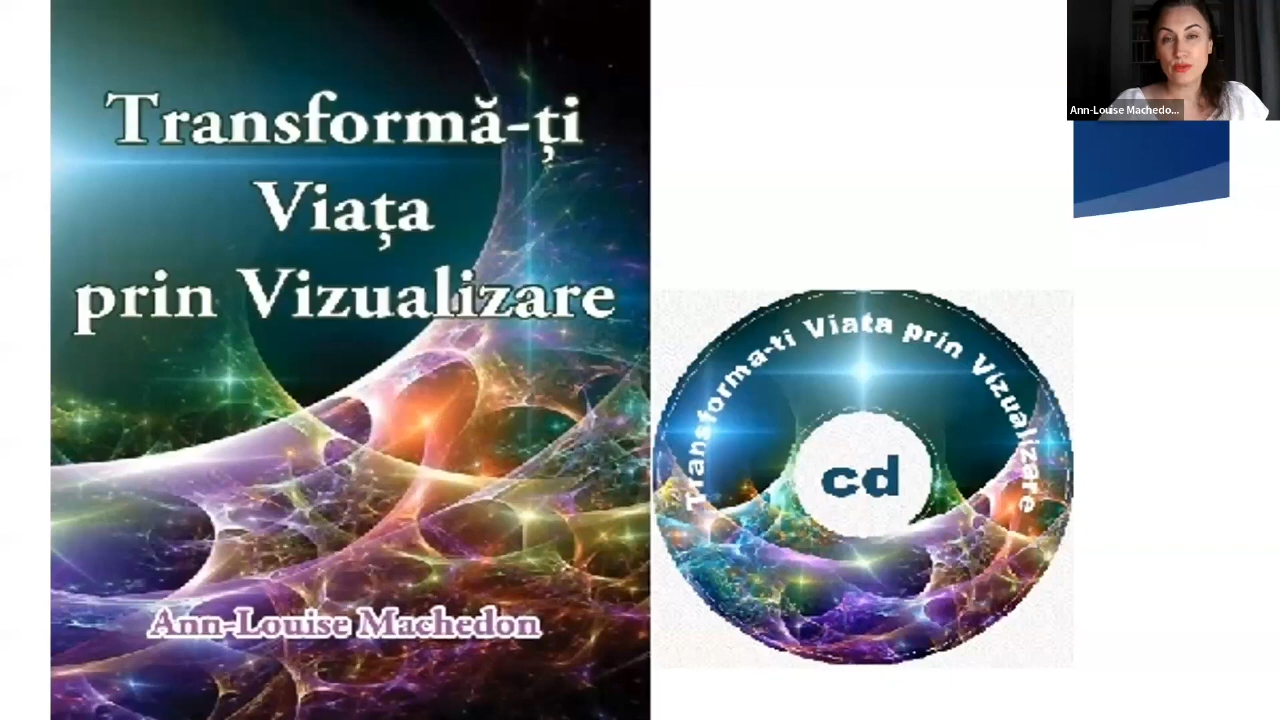 Transformă-ți
Viața
prin Vizualizare
Ann-Louise Machedon
Transforma-ti Viata prin Vizualizare
cd
Ann-Louise Machedo...